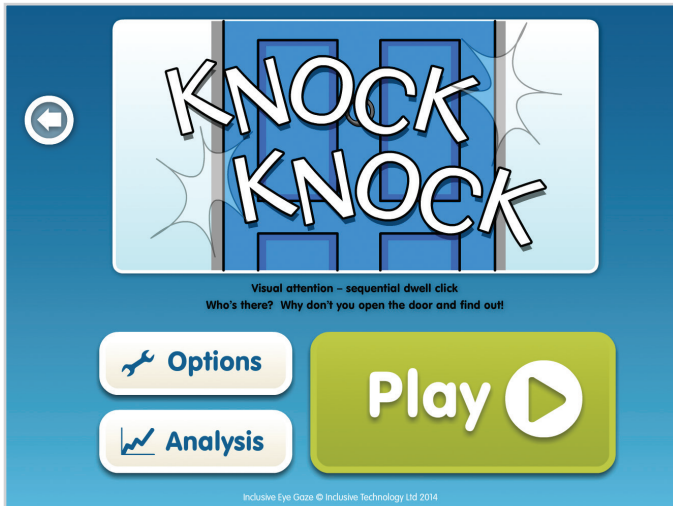 KNOCK
KNOCK
Visual attention – sequential dwell click
Who's there? Why don't you open the door and find out!
Options
Play
Analysis
Inclusive Eye Gaze © Inclusive Technology Ltd 2014